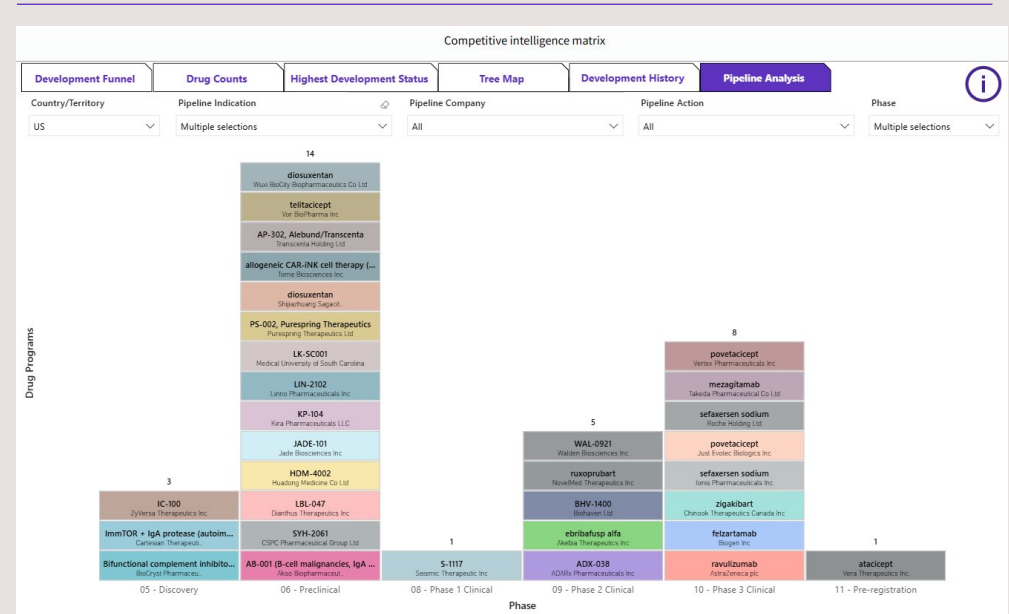 Competitive intelligence matrix
Development Funnel
Drug Counts
Highest Development Status
Tree Map
Development History
Pipeline Analysis
i
Country/Territory
Pipeline Indication
Pipeline Company
Pipeline Action
Phase
US
Multiple selections
All
All
Multiple selections
Drug Programs
3
IC-100
ZyVersa Therapeutics Inc
ImmTOR + IgA protease (autoim...
Cartesian Therapeuti..
Bifunctional complement inhibito...
BioCryst Pharmaceu..
05 - Discovery
14
diosuxentan
Wuxi BioCity Biopharmaceutics Co Ltd
telitacicept
Vor BioPharma Inc
AP-302, Alebund/Transcenta
Transcenta Holding Ltd
allogeneic CAR-iNK cell therapy (...
Tome Biosciences Inc
diosuxentan
Shijiazhuang Sagacit..
PS-002, Purespring Therapeutics
Purespring Therapeutics Ltd
LK-SC001
Medical University of South Carolina
LIN-2102
Linno Pharmaceuticals Inc
KP-104
Kira Pharmaceuticals LLC
JADE-101
Jade Biosciences Inc
HDM-4002
Huadong Medicine Co Ltd
LBL-047
Dianthus Therapeutics Inc
SYH-2061
CSPC Pharmaceutical Group Ltd
AB-001 (B-cell malignancies, IgA ...
Akso Biopharmaceut..
06 - Preclinical
1
S-1117
Seismic Therapeutic Inc
08 - Phase 1 Clinical
5
WAL-0921
Walden Biosciences Inc
ruxoprubart
NovelMed Therapeutics Inc
BHV-1400
Biohaven Ltd
ebribafusp alfa
Akebia Therapeutics Inc
ADX-038
ADARx Pharmaceuticals Inc
09 - Phase 2 Clinical
8
povetacicept
Vertex Pharmaceuticals Inc
mezagitamab
Takeda Pharmaceutical Co Ltd
sefaxersen sodium
Roche Holding Ltd
povetacicept
Just Evotec Biologics Inc
sefaxersen sodium
Ionis Pharmaceuticals Inc
zigakibart
Chinook Therapeutics Canada Inc
felzartamab
Biogen Inc
ravulizumab
AstraZeneca plc
10 - Phase 3 Clinical
1
atacicept
Vera Therapeutics Inc
11 - Pre-registration
Phase